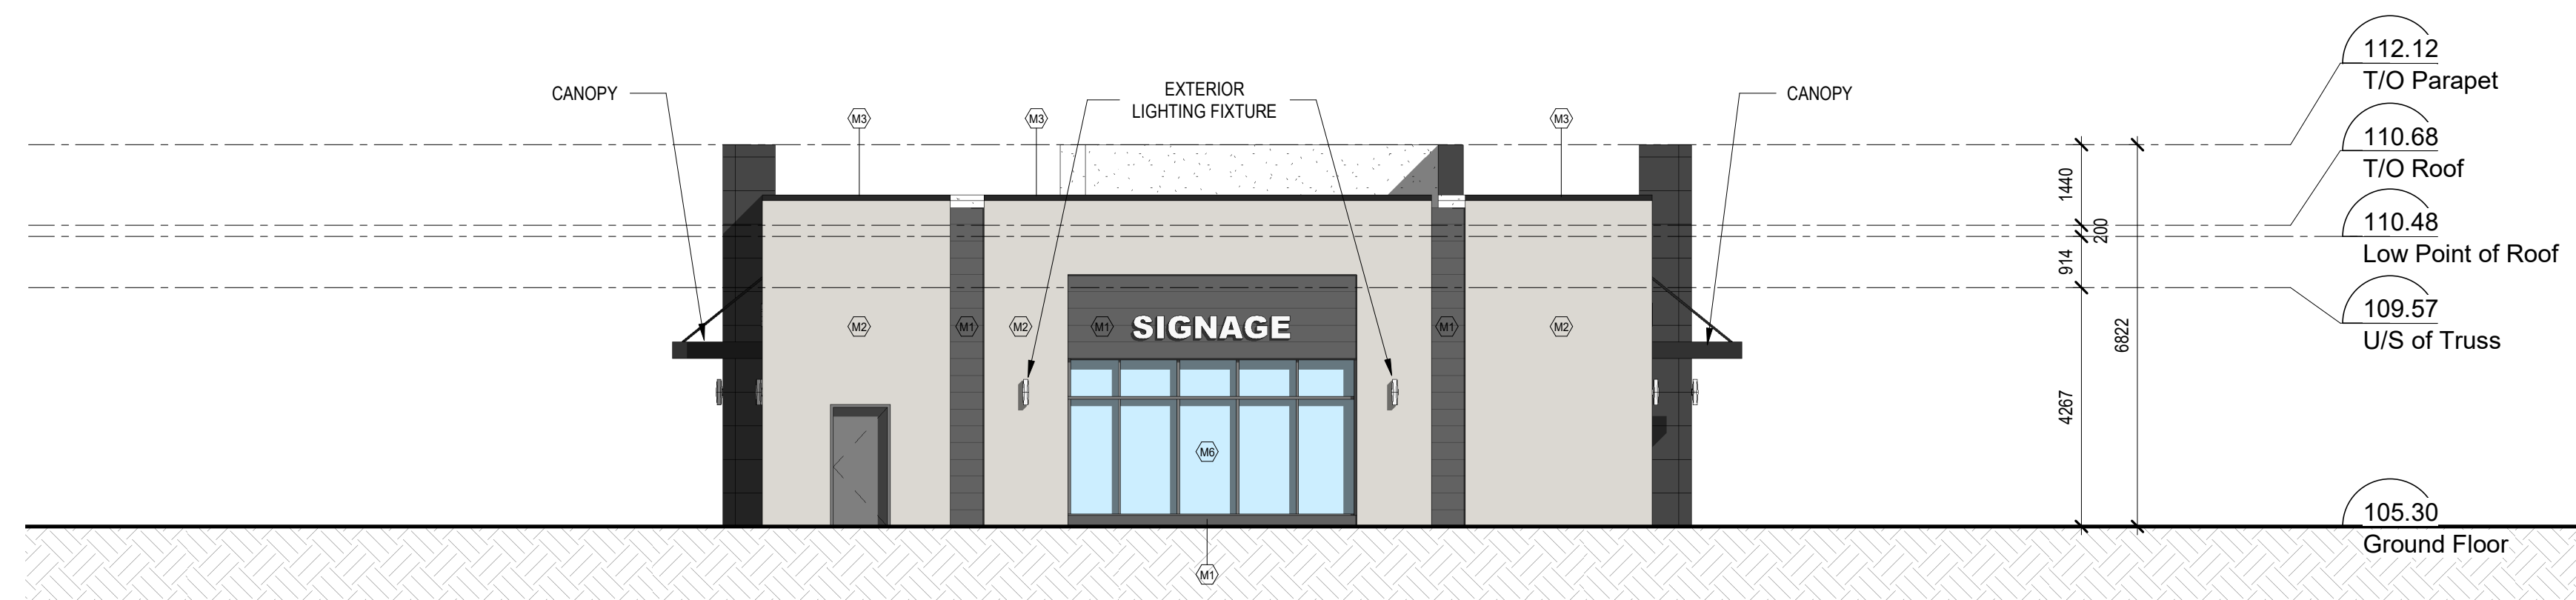 112.12
T/O Parapet
CANOPY
EXTERIOR
LIGHTING FIXTURE
CANOPY
M3
M3
M3
110.68
T/O Roof
1440
200
110.48
Low Point of Roof
914
109.57
U/S of Truss
M2
M1
M2
M1
SIGNAGE
M1
M2
6822
4267
M6
105.30
Ground Floor
M1